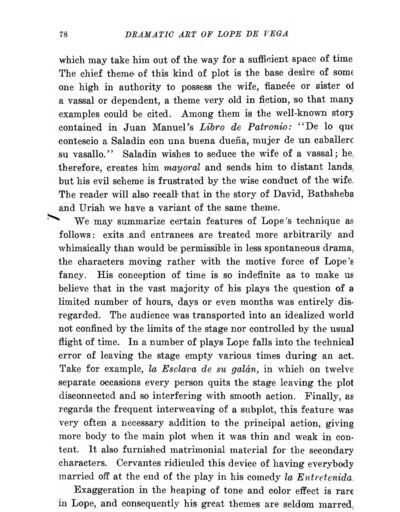 78 DRAMATIC ART OF LOPE DE VEGA
which may take him out of the way for a sufficient space of time
The chief theme of this kind of plot is the base desire of some
one high in authority to possess the wife, fiancée or sister of
a vassal or dependent, a theme very old in fiction, so that many
examples could be cited. Among them is the well-known story
contained in Juan Manuel's Libro de Patronio: "De lo que
contescio a Saladin con una buena dueña, mujer de un caballero
su vasallo." Saladin wishes to seduce the wife of a vassal; he,
therefore, creates him mayoral and sends him to distant lands,
but his evil scheme is frustrated by the wise conduct of the wife.
The reader will also recall that in the story of David, Bathsheba
and Uriah we have a variant of the same theme.
We may summarize certain features of Lope's technique as
follows: exits and entrances are treated more arbitrarily and
whimsically than would be permissible in less spontaneous drama,
the characters moving rather with the motive force of Lope's
fancy. His conception of time is so indefinite as to make us
believe that in the vast majority of his plays the question of a
limited number of hours, days or even months was entirely dis-
regarded. The audience was transported into an idealized world
not confined by the limits of the stage nor controlled by the usual
flight of time. In a number of plays Lope falls into the technical
error of leaving the stage empty various times during an act.
Take for example, la Esclava de su galán, in which on twelve
separate occasions every person quits the stage leaving the plot
disconnected and so interfering with smooth action. Finally, as
regards the frequent interweaving of a subplot, this feature was
very often a necessary addition to the principal action, giving
more body to the main plot when it was thin and weak in con-
tent. It also furnished matrimonial material for the secondary
characters. Cervantes ridiculed this device of having everybody
married off at the end of the play in his comedy la Entretenida.
Exaggeration in the heaping of tone and color effect is rare
in Lope, and consequently his great themes are seldom marred,